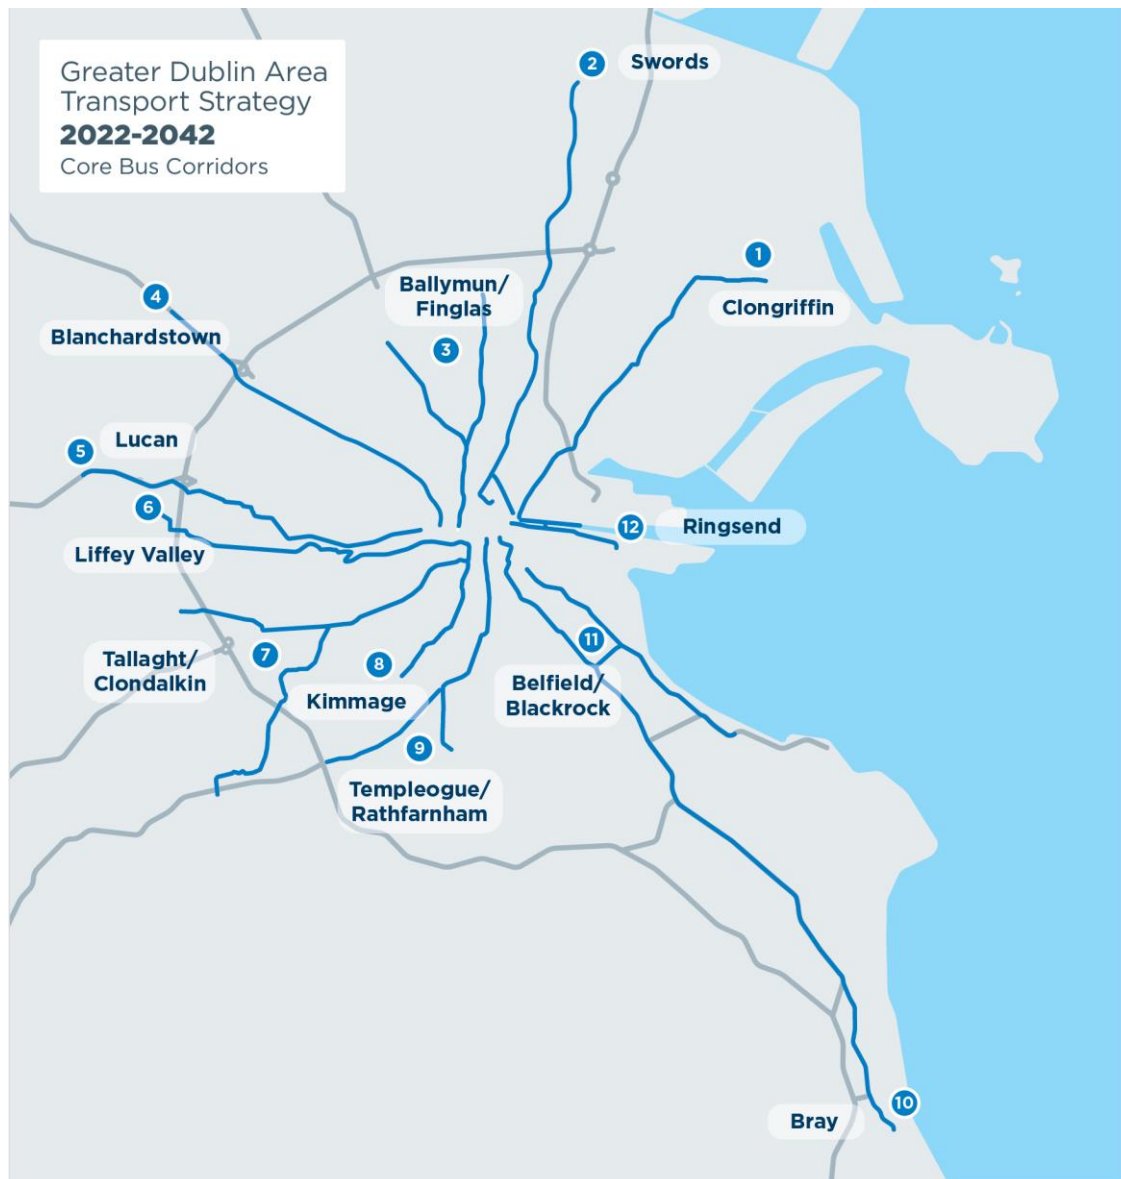 Greater Dublin Area
Transport Strategy
2022-2042
Core Bus Corridors
2
Swords
1
Clongriffin
Ballymun/
Finglas
3
4
Blanchardstown
Lucan
5
6
Liffey Valley
12
Ringsend
Tallaght/
Clondalkin
7
8
Kimmage
11
Belfield/
Blackrock
9
Templeogue/
Rathfarnham
10
Bray